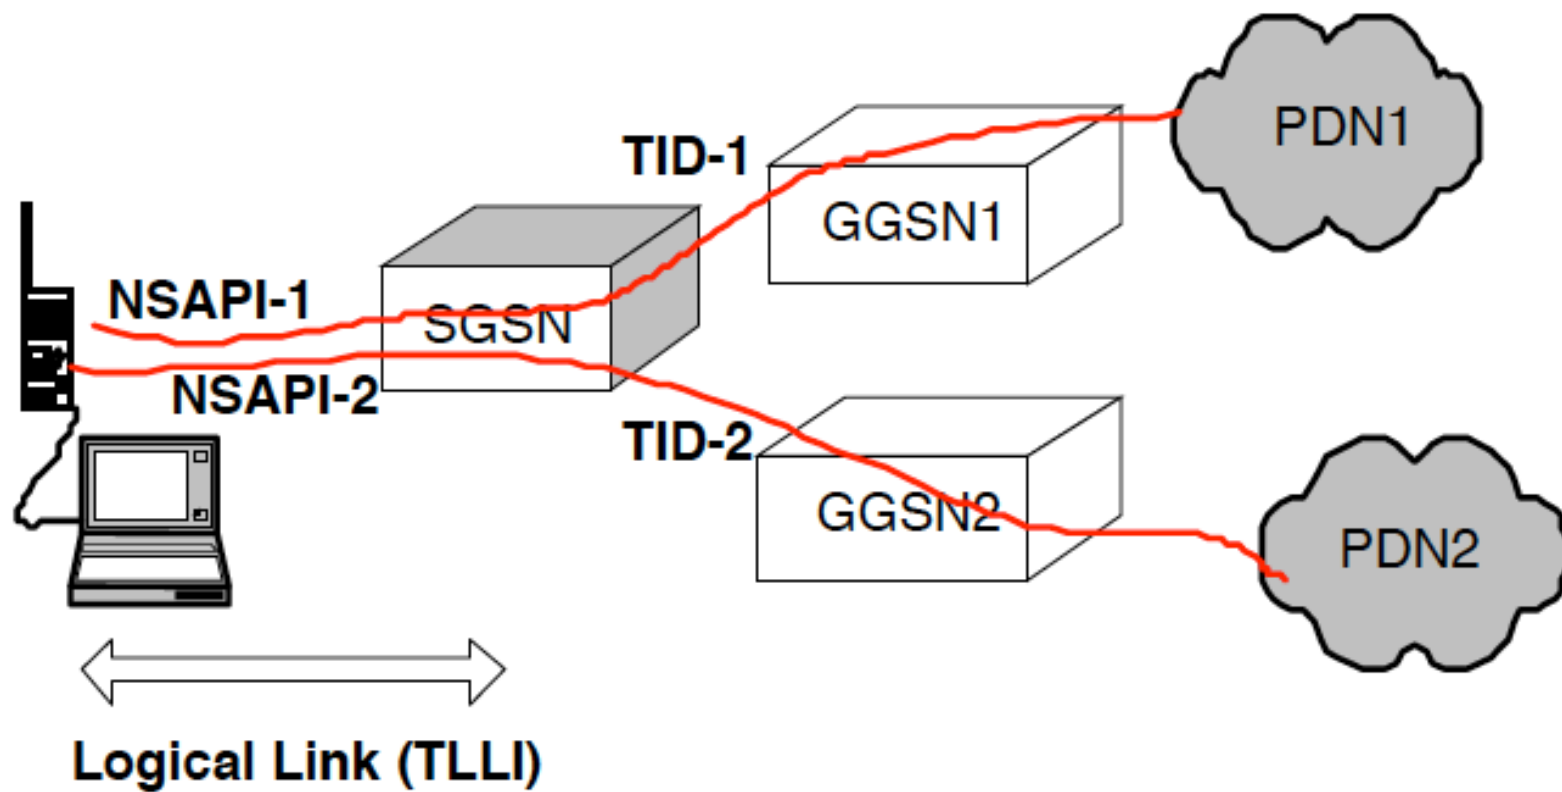 PDN1
TID-1
GGSN1
NSAPI-1
SGSN
NSAPI-2
TID-2
GGSN2
PDN2
Logical Link (TLLI)